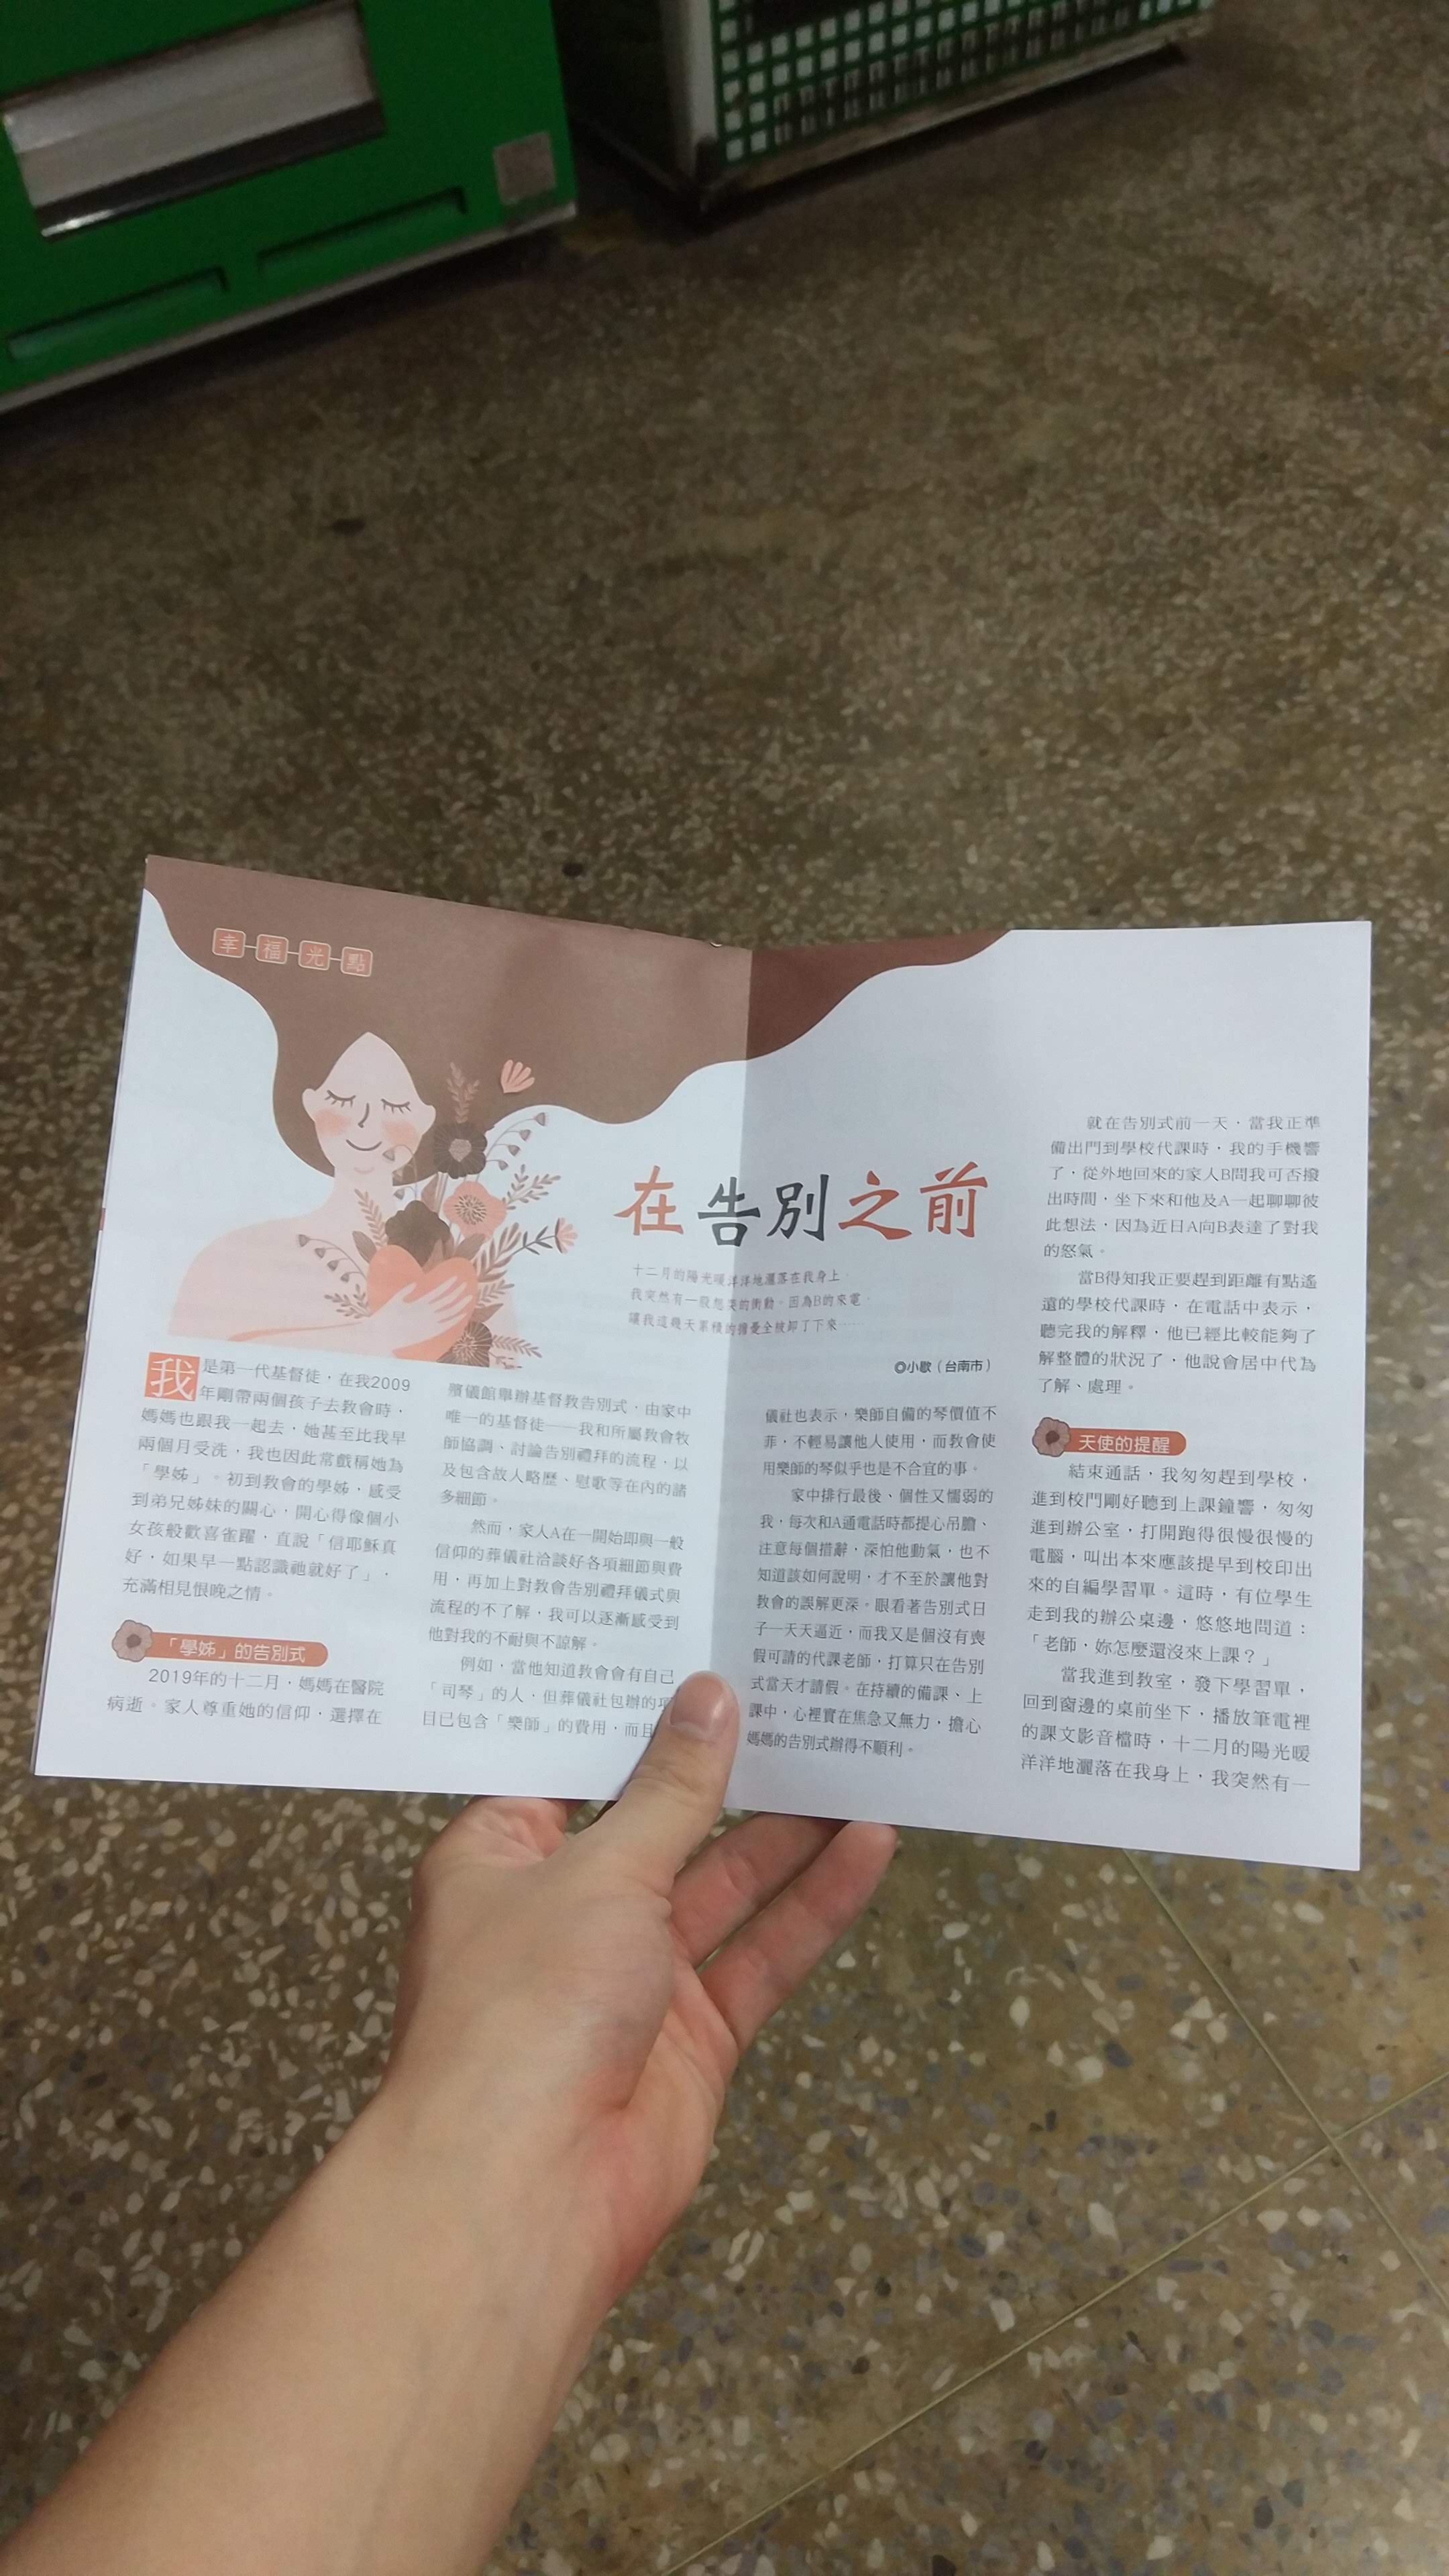 幸福光點
在告別之前
十二月的陽光暖洋洋地灑落在我身上，
我突然有一股想哭的衝動，因為B的來電，
讓我這幾天累積的擔憂全被卸了下來……
◎小歇（台南市）
我是第一代基督徒，在我2009
年剛帶兩個孩子去教會時，
媽媽也跟我一起去，她甚至比我早
兩個月受洗，我也因此常戲稱她為
「學姊」。初到教會的學姊，感受
到弟兄姊妹的關心，開心得像個小
女孩般歡喜雀躍，直說「信耶穌真
好，如果早一點認識祂就好了」，
充滿相見恨晚之情。
「學姊」的告別式
2019年的十二月，媽媽在醫院
病逝。家人尊重她的信仰，選擇在
殯儀館舉辦基督教告別式，由家中
唯一的基督徒——我和所屬教會牧
師協調、討論告別禮拜的流程，以
及包含故人略歷、慰歌等在內的諸
多細節。
然而，家人A在一開始即與一般
信仰的葬儀社洽談好各項細節與費
用，再加上對教會告別禮拜儀式與
流程的不了解，我可以逐漸感受到
他對我的不耐與不諒解。
例如，當他知道教會會有自己
「司琴」的人，但葬儀社包辦的項
目已包含「樂師」的費用，而且
儀社也表示，樂師自備的琴價值不
菲，不輕易讓他人使用，而教會使
用樂師的琴似乎也是不合宜的事。
家中排行最後、個性又懦弱的
我，每次和A通電話時都提心吊膽、
注意每個措辭，深怕他動氣，也不
知道該如何說明，才不至於讓他對
教會的誤解更深。眼看著告別式日
子一天天逼近，而我又是個沒有喪
假可請的代課老師，打算只在告別
式當天才請假。在持續的備課、上
課中，心裡實在焦急又無力，擔心
媽媽的告別式辦得不順利。
就在告別式前一天，當我正準
備出門到學校代課時，我的手機響
了，從外地回來的家人B問我可否撥
出時間，坐下來和他及A一起聊聊彼
此想法，因為近日A向B表達了對我
的怒氣。
當B得知我正要趕到距離有點遙
遠的學校代課時，在電話中表示，
聽完我的解釋，他已經比較能夠了
解整體的狀況了，他說會居中代為
了解、處理。
天使的提醒
結束通話，我匆匆趕到學校，
進到校門剛好聽到上課鐘響，匆匆
進到辦公室，打開跑得很慢很慢的
電腦，叫出本來應該提早到校印出
來的自編學習單。這時，有位學生
走到我的辦公桌邊，悠悠地問道：
「老師，妳怎麼還沒來上課？」
當我進到教室，發下學習單，
回到窗邊的桌前坐下，播放筆電裡
的課文影音檔時，十二月的陽光暖
洋洋地灑落在我身上，我突然有一